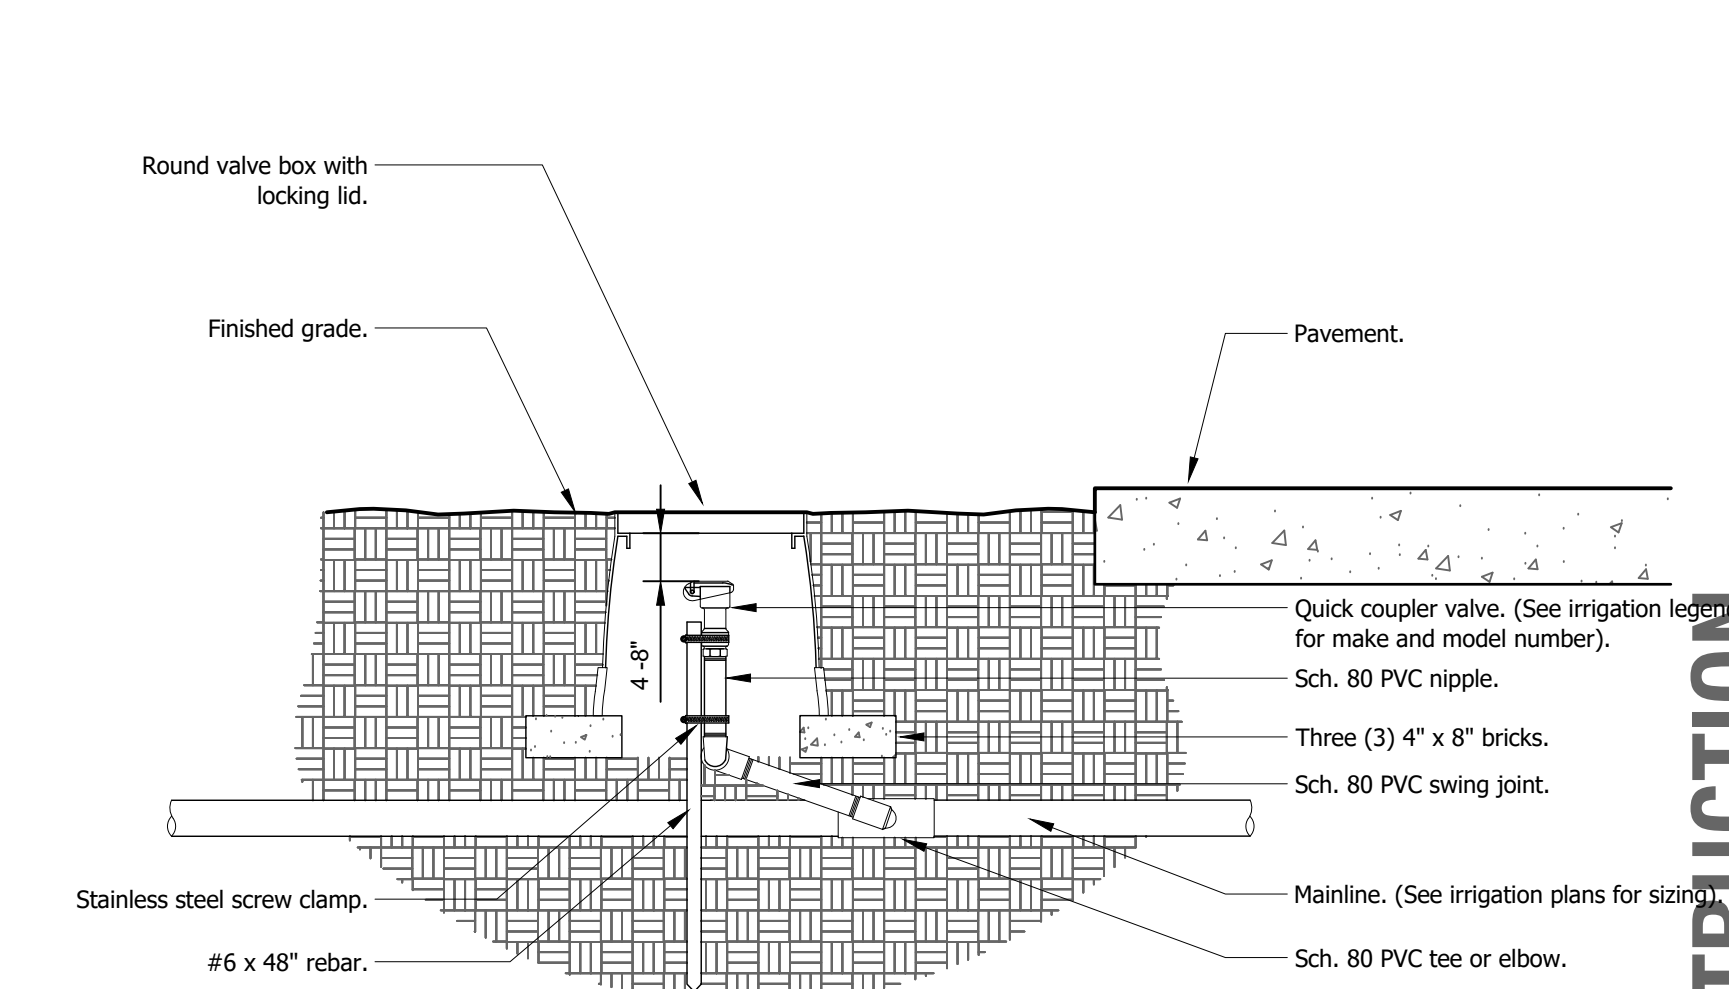 Round valve box with
locking lid.
Finished grade.
Pavement.
4 -8"
Quick coupler valve. (See irrigation legend
for make and model number).
Sch. 80 PVC nipple.
Three (3) 4" x 8" bricks.
Sch. 80 PVC swing joint.
Stainless steel screw clamp.
Mainline. (See irrigation plans for sizing).
#6 x 48" rebar.
Sch. 80 PVC tee or elbow.